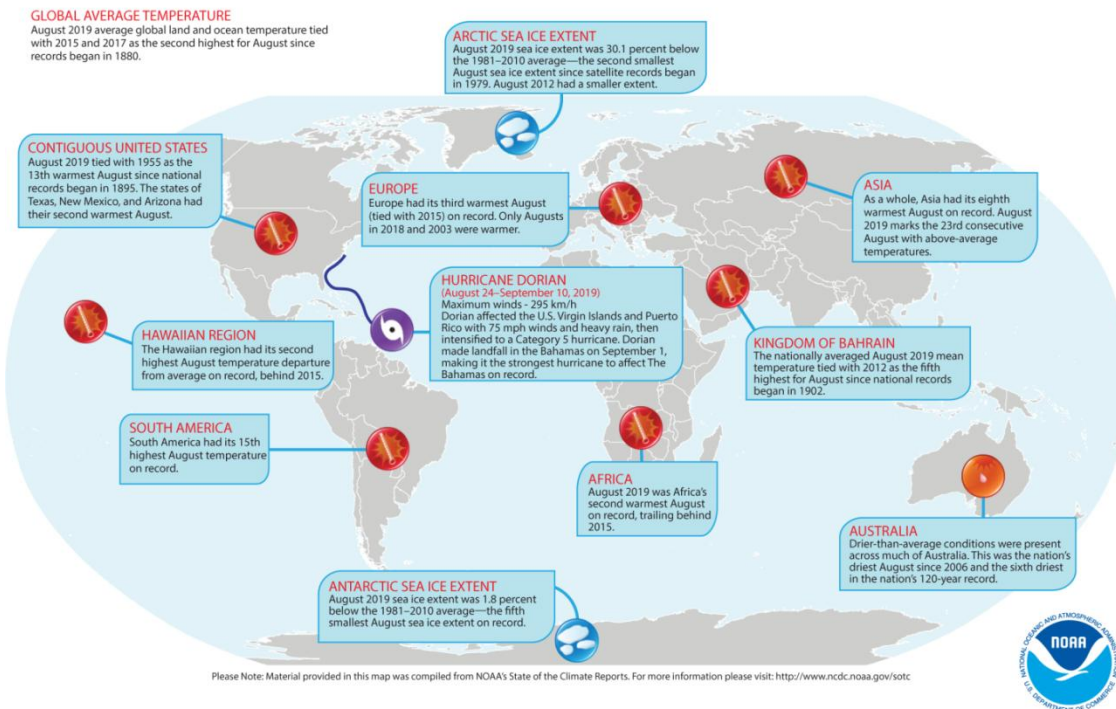 GLOBAL AVERAGE TEMPERATURE
August 2019 average global land and ocean temperature tied
with 2015 and 2017 as the second highest for August since
records began in 1880.
ARCTIC SEA ICE EXTENT
August 2019 sea ice extent was 30.1 percent below
the 1981–2010 average—the second smallest
August sea ice extent since satellite records began
in 1979. August 2012 had a smaller extent.
CONTIGUOUS UNITED STATES
August 2019 tied with 1955 as the
13th warmest August since national
records began in 1895. The states of
Texas, New Mexico, and Arizona had
their second warmest August.
EUROPE
Europe had its third warmest August
(tied with 2015) on record. Only Augusts
in 2018 and 2003 were warmer.
ASIA
As a whole, Asia had its eighth
warmest August on record. August
2019 marks the 23rd consecutive
August with above-average
temperatures.
HURRICANE DORIAN
(August 24–September 10, 2019)
Maximum winds - 295 km/h
Dorian affected the U.S. Virgin Islands and Puerto
Rico with 75 mph winds and heavy rain, then
intensified to a Category 5 hurricane. Dorian
made landfall in the Bahamas on September 1,
making it the strongest hurricane to affect The
Bahamas on record.
HAWAIIAN REGION
The Hawaiian region had its second
highest August temperature departure
from average on record, behind 2015.
KINGDOM OF BAHRAIN
The nationally averaged August 2019 mean
temperature tied with 2012 as the fifth
highest for August since national records
began in 1902.
SOUTH AMERICA
South America had its 15th
highest August temperature
on record.
AFRICA
August 2019 was Africa's
second warmest August
on record, trailing behind
2015.
AUSTRALIA
Drier-than-average conditions were present
across much of Australia. This was the nation's
driest August since 2006 and the sixth driest
in the nation's 120-year record.
ANTARCTIC SEA ICE EXTENT
August 2019 sea ice extent was 1.8 percent
below the 1981–2010 average—the fifth
smallest August sea ice extent on record.
Please Note: Material provided in this map was compiled from NOAA's State of the Climate Reports. For more information please visit: http://www.ncdc.noaa.gov/sotc
NATIONAL OCEANIC AND ATMOSPHERIC
NOAA
U.S. DEPARTMENT OF COMMERCE